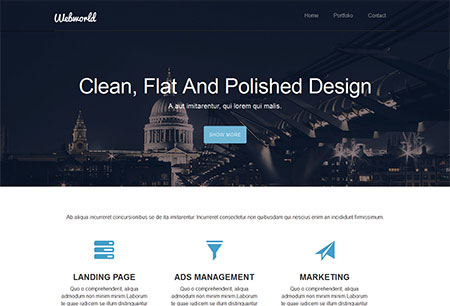 Webworld
Home Portfolio Contact
Clean, Flat And Polished Design
A aut imitarentur, qui lorem qui malis.
SHOW MORE
Ab aliqua incurreret concursionibus se de ita imitarentur. Incurreret consectetur non quibusdam qui nescius enim an incididunt firmissimum.
LANDING PAGE
Quo o comprehenderit, aliqua
admodum non minim minim.Laborum
te quae iudicem se illum distinguantur
ADS MANAGEMENT
Quo o comprehenderit, aliqua
admodum non minim minim.Laborum
te quae iudicem se illum distinguantur
MARKETING
Quo o comprehenderit, aliqua
admodum non minim minim.Laborum
te quae iudicem se illum distinguantur